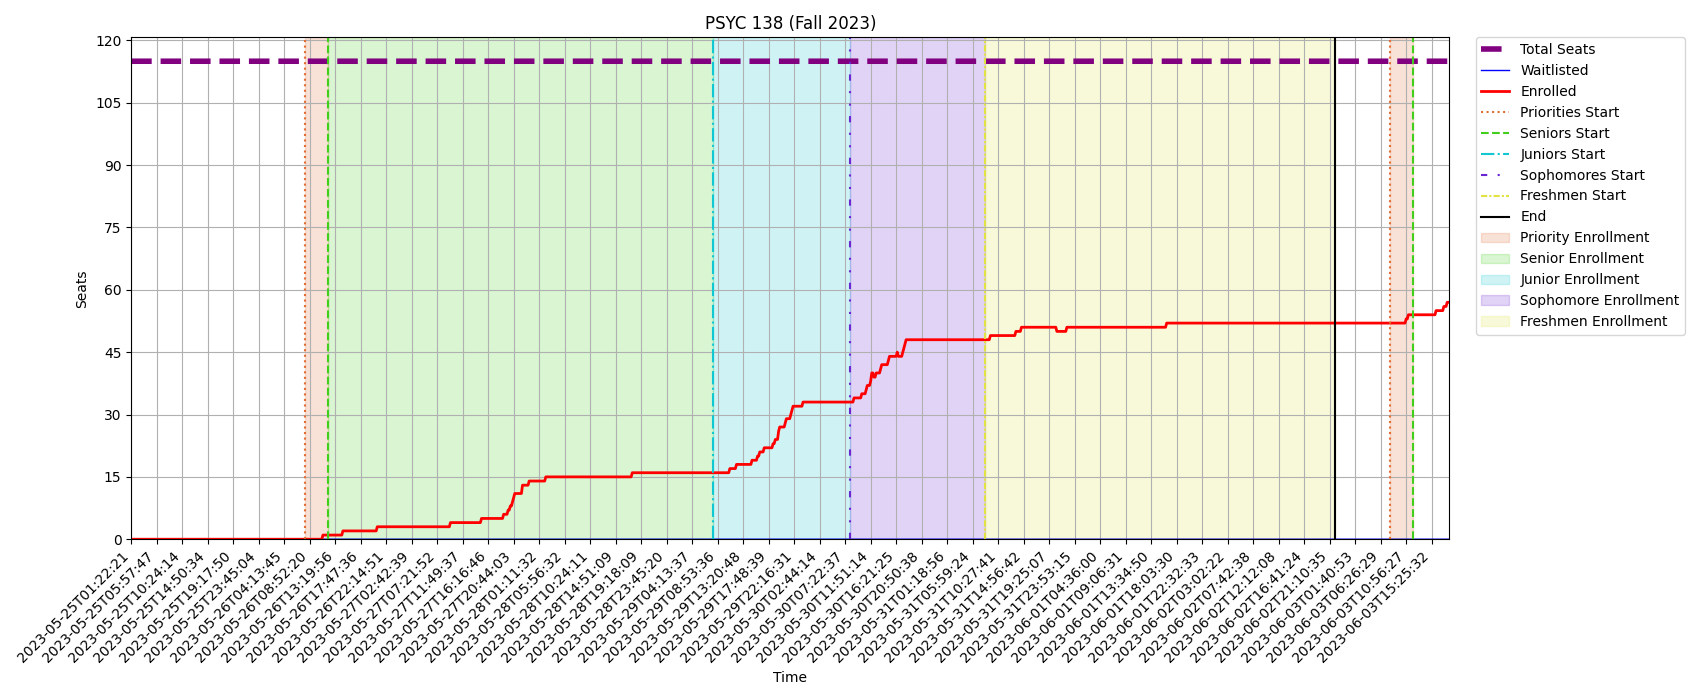 PSYC 138 (Fall 2023)
120
105
90
75
60
45
30
15
0
Seats
2023-05-25T01:22:21
2023-05-25T05:57:47
2023-05-25T10:24:14
2023-05-25T14:50:34
2023-05-25T19:17:50
2023-05-25T23:45:04
2023-05-26T04:13:45
2023-05-26T08:52:20
2023-05-26T13:19:56
2023-05-26T17:47:36
2023-05-26T22:14:51
2023-05-27T02:42:39
2023-05-27T07:21:52
2023-05-27T11:49:37
2023-05-27T16:16:46
2023-05-27T20:44:03
2023-05-28T01:11:32
2023-05-28T05:56:32
2023-05-28T10:24:11
2023-05-28T14:51:09
2023-05-28T19:18:09
2023-05-28T23:45:20
2023-05-29T04:13:37
2023-05-29T08:53:36
2023-05-29T13:20:48
2023-05-29T17:48:39
2023-05-29T22:16:31
2023-05-30T02:44:14
2023-05-30T07:22:37
2023-05-30T11:51:14
2023-05-30T16:21:25
2023-05-30T20:50:38
2023-05-31T01:18:56
2023-05-31T05:59:24
2023-05-31T10:27:41
2023-05-31T14:56:42
2023-05-31T19:25:07
2023-05-31T23:53:15
2023-06-01T04:36:00
2023-06-01T09:06:31
2023-06-01T13:34:50
2023-06-01T18:03:30
2023-06-01T22:32:33
2023-06-02T03:02:22
2023-06-02T07:42:38
2023-06-02T12:12:08
2023-06-02T16:41:24
2023-06-02T21:10:35
2023-06-03T01:40:53
2023-06-03T06:26:29
2023-06-03T10:56:27
2023-06-03T15:25:32
Time
Total Seats
Waitlisted
Enrolled
Priorities Start
Seniors Start
Juniors Start
Sophomores Start
Freshmen Start
End
Priority Enrollment
Senior Enrollment
Junior Enrollment
Sophomore Enrollment
Freshmen Enrollment